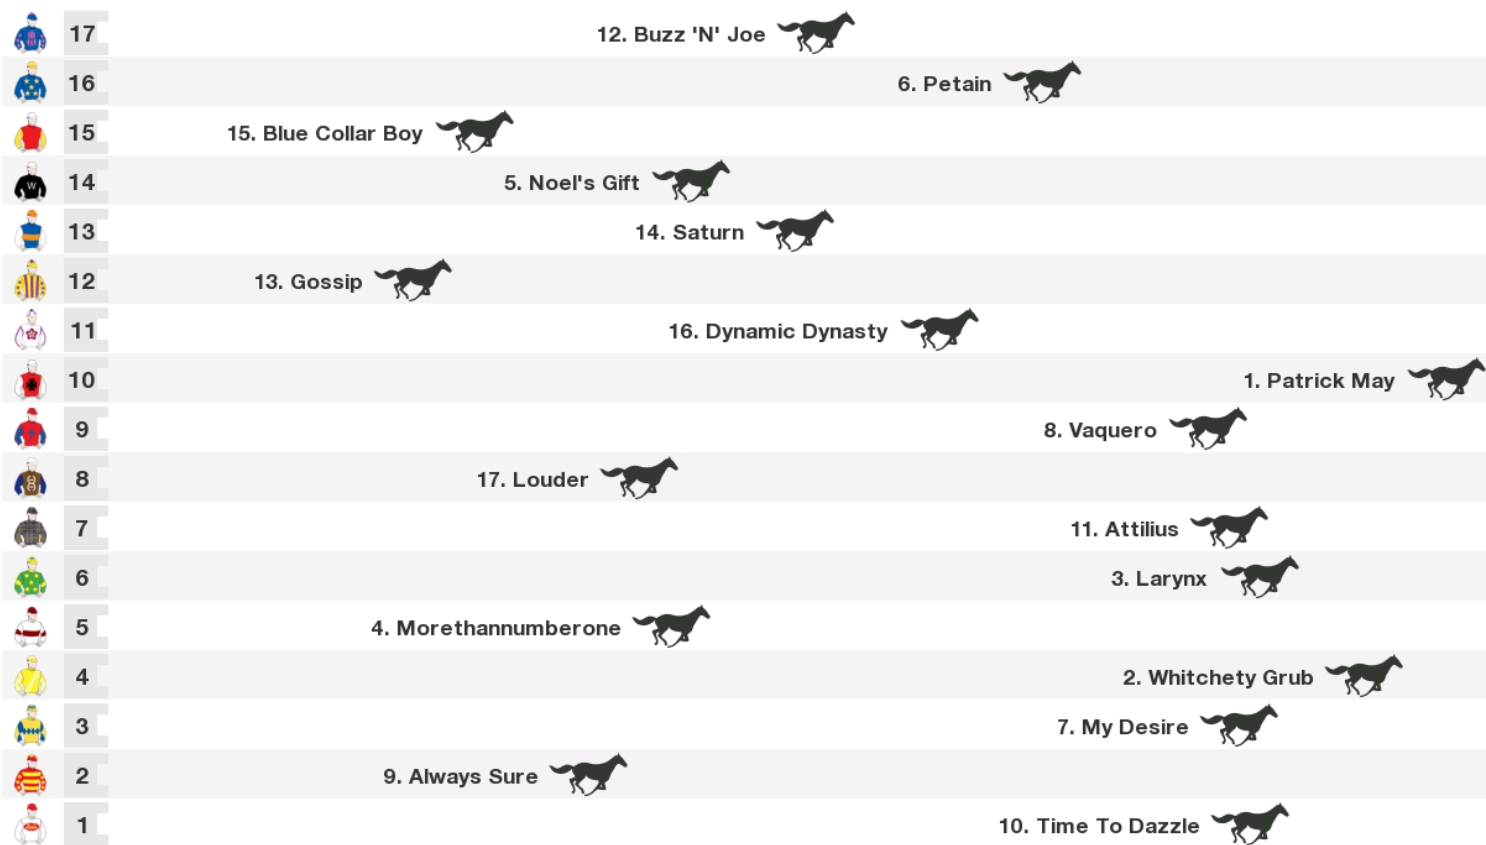 17 12. Buzz 'N' Joe
16 6. Petain
15 15. Blue Collar Boy
W 14 5. Noel's Gift
13 14. Saturn
12 13. Gossip
11 16. Dynamic Dynasty
10 1. Patrick May
9 8. Vaquero
8 17. Louder
7 11. Attilius
6 3. Larynx
5 4. Morethannumberone
4 2. Whitchety Grub
3 7. My Desire
2 9. Always Sure
1 10. Time To Dazzle